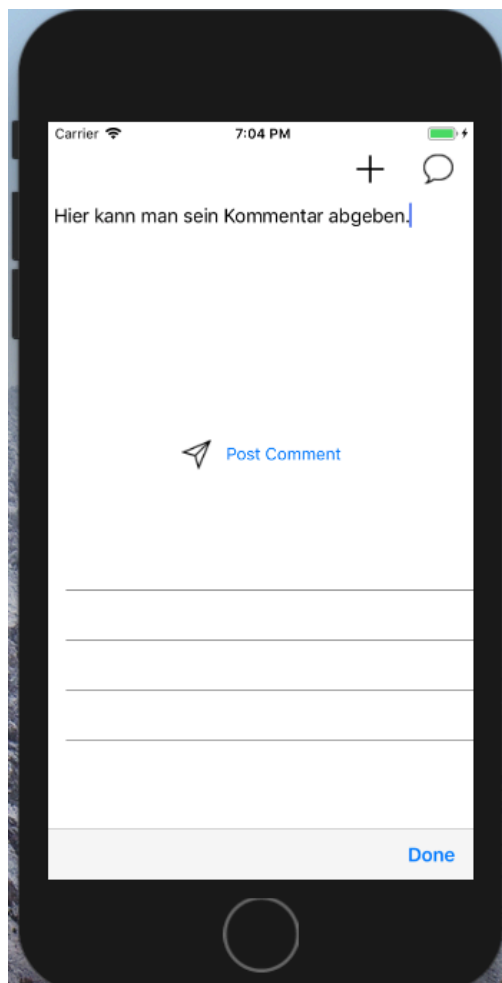 Carrier 7:04 PM
Hier kann man sein Kommentar abgeben.
Post Comment
Done